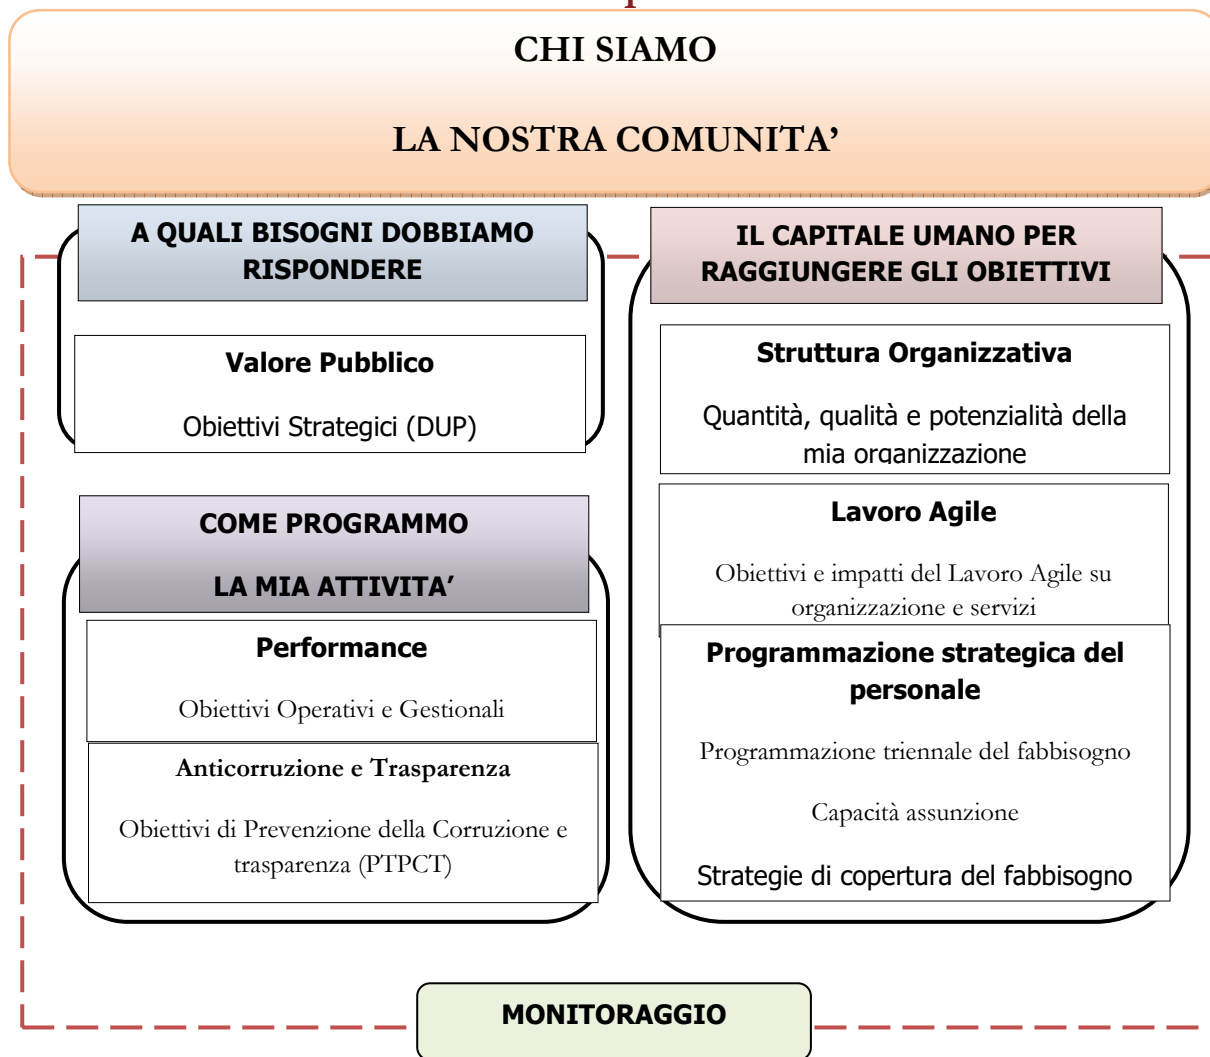 CHI SIAMO
LA NOSTRA COMUNITA’
A QUALI BISOGNI DOBBIAMO
RISPONDERE
Valore Pubblico
Obiettivi Strategici (DUP)
COME PROGRAMMO
LA MIA ATTIVITA’
Performance
Obiettivi Operativi e Gestionali
Anticorruzione e Trasparenza
Obiettivi di Prevenzione della Corruzione e
trasparenza (PTPCT)
IL CAPITALE UMANO PER
RAGGIUNGERE GLI OBIETTIVI
Struttura Organizzativa
Quantità, qualità e potenzialità della
mia organizzazione
Lavoro Agile
Obiettivi e impatti del Lavoro Agile su
organizzazione e servizi
Programmazione strategica del
personale
Programmazione triennale del fabbisogno
Capacità assunzione
Strategie di copertura del fabbisogno
MONITORAGGIO